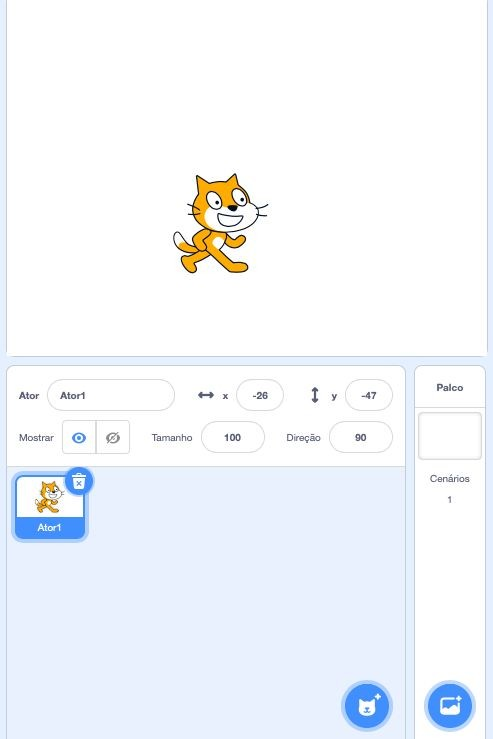 Ator Ator1 x -26 y -47
Palco
Mostrar Tamanho 100 Direção 90
Cenários
1
Ator1